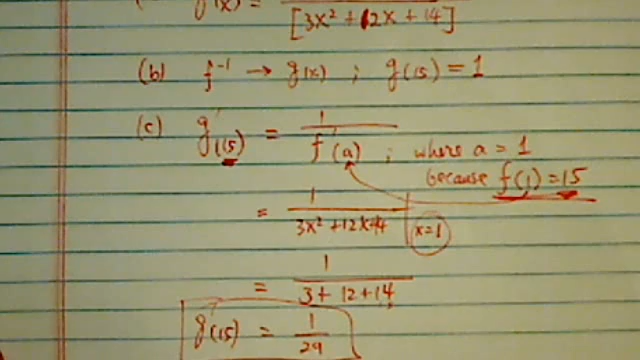 g'(x) =
[3x² + 12x + 14]
(b) f⁻¹ → g(x) ; g(15) = 1
(c) g'(15) = 1 / f'(a) ; where a = 1
because f(1) = 15
= 1 / 3x² + 12x + 14 | x=1
= 1 / 3 + 12 + 14
g'(15) = 1 / 29